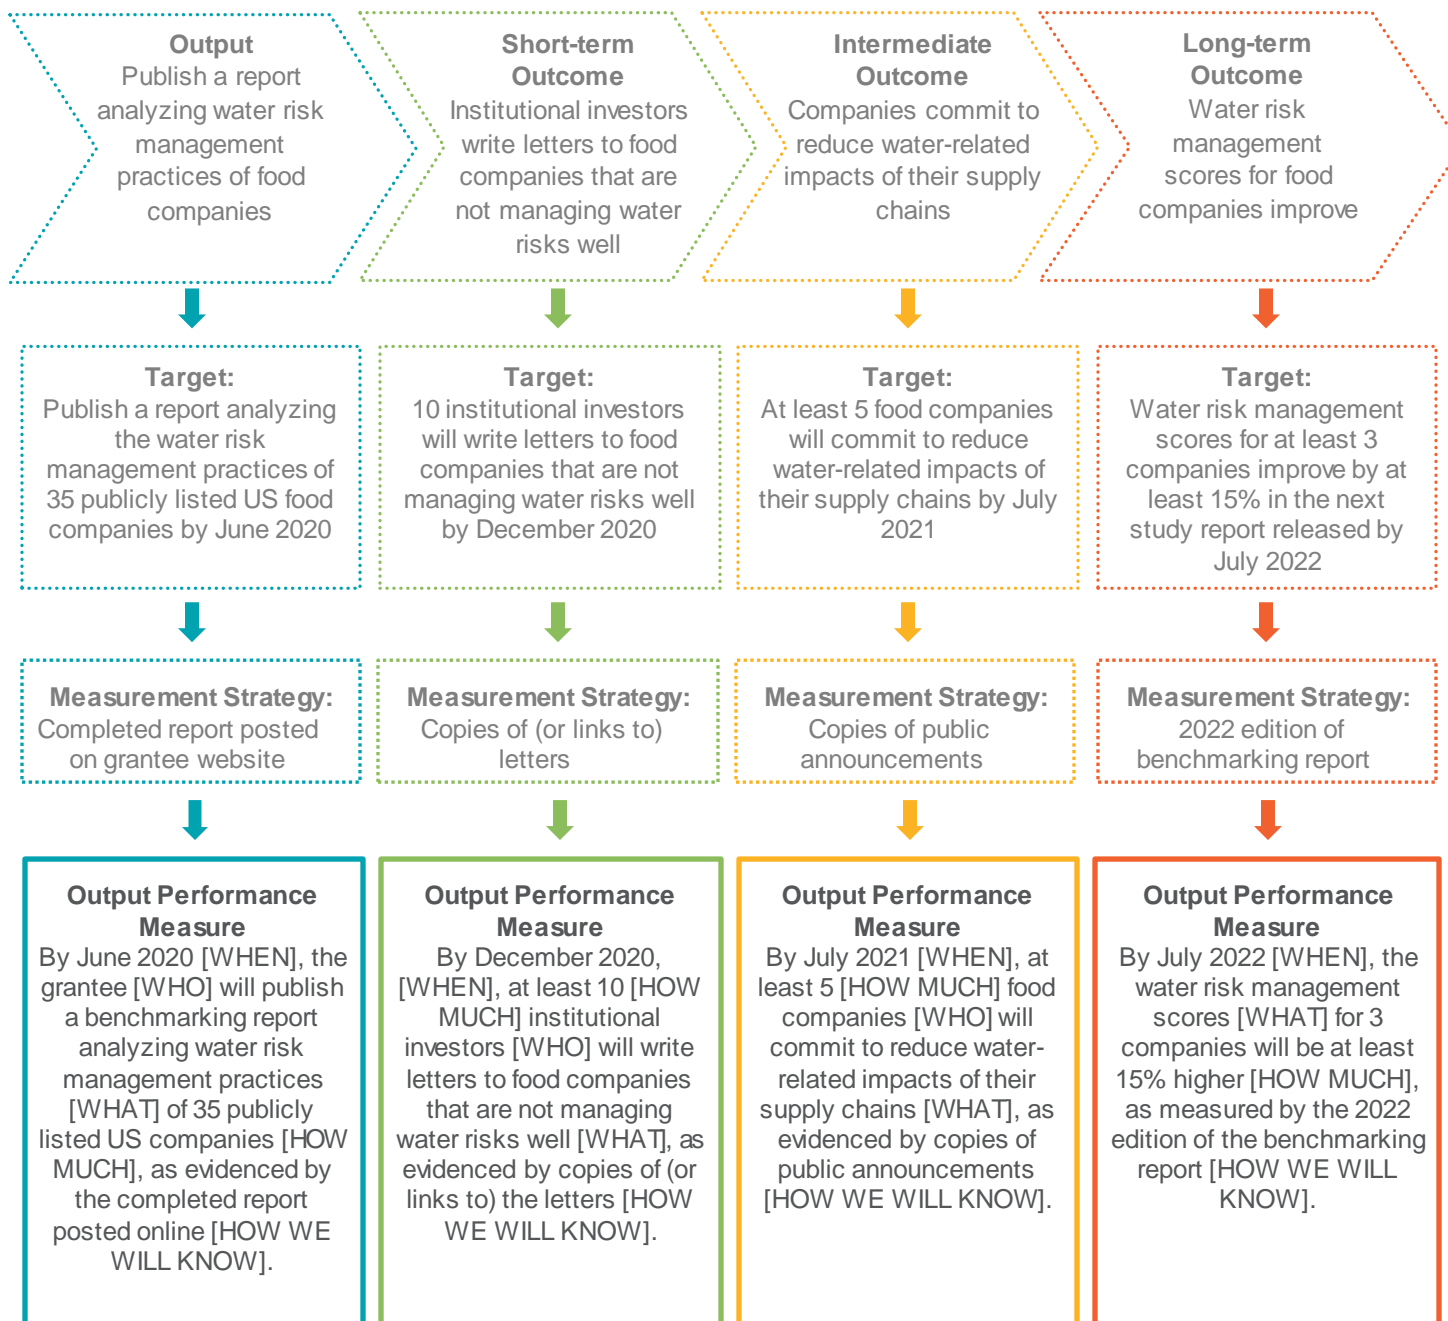 Output
Publish a report
analyzing water risk
management
practices of food
companies
Short-term
Outcome
Institutional investors
write letters to food
companies that are
not managing water
risks well
Intermediate
Outcome
Companies commit to
reduce water-related
impacts of their supply
chains
Long-term
Outcome
Water risk
management
scores for food
companies improve
Target:
Publish a report analyzing
the water risk
management practices of
35 publicly listed US food
companies by June 2020
Target:
10 institutional investors
will write letters to food
companies that are not
managing water risks well
by December 2020
Target:
At least 5 food companies
will commit to reduce
water-related impacts of
their supply chains by July
2021
Target:
Water risk management
scores for at least 3
companies improve by at
least 15% in the next
study report released by
July 2022
Measurement Strategy:
Completed report posted
on grantee website
Measurement Strategy:
Copies of (or links to)
letters
Measurement Strategy:
Copies of public
announcements
Measurement Strategy:
2022 edition of
benchmarking report
Output Performance
Measure
By June 2020 [WHEN], the
grantee [WHO] will publish
a benchmarking report
analyzing water risk
management practices
[WHAT] of 35 publicly
listed US companies [HOW
MUCH], as evidenced by
the completed report
posted online [HOW WE
WILL KNOW].
Output Performance
Measure
By December 2020,
[WHEN], at least 10 [HOW
MUCH] institutional
investors [WHO] will write
letters to food companies
that are not managing
water risks well [WHAT], as
evidenced by copies of (or
links to) the letters [HOW
WE WILL KNOW].
Output Performance
Measure
By July 2021 [WHEN], at
least 5 [HOW MUCH] food
companies [WHO] will
commit to reduce water-
related impacts of their
supply chains [WHAT], as
evidenced by copies of
public announcements
[HOW WE WILL KNOW].
Output Performance
Measure
By July 2022 [WHEN], the
water risk management
scores [WHAT] for 3
companies will be at least
15% higher [HOW MUCH],
as measured by the 2022
edition of the benchmarking
report [HOW WE WILL
KNOW].